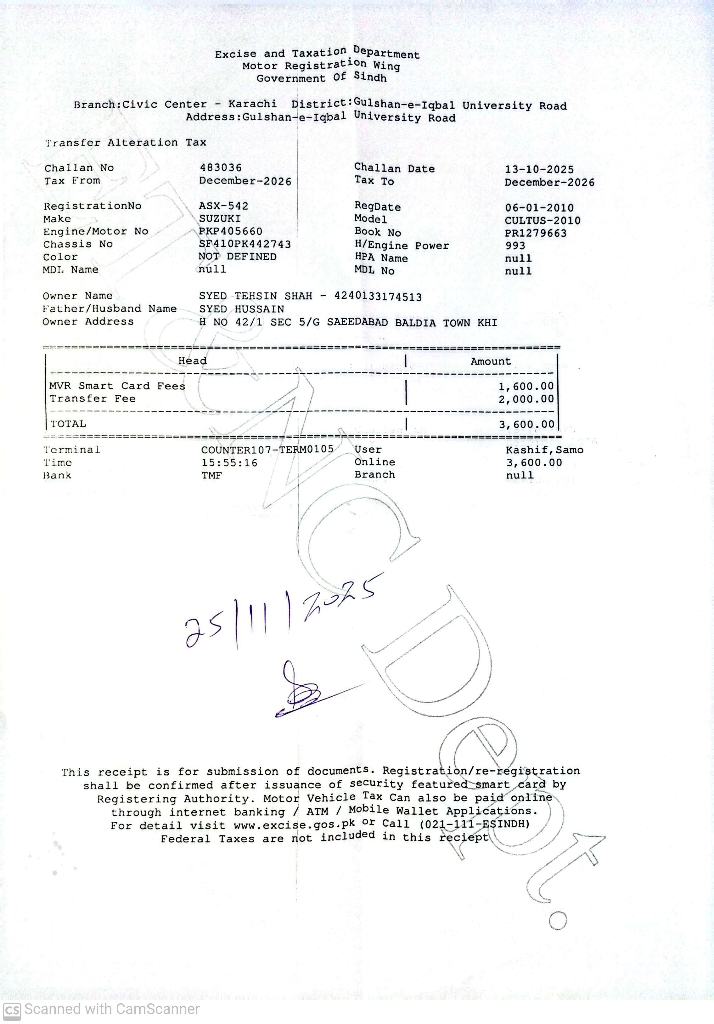 Excise and Taxation Department
Motor Registration Wing
Government Of Sindh
Branch:Civic Center - Karachi District:Gulshan-e-Iqbal University Road
Address:Gulshan-e-Iqbal University Road
Transfer Alteration Tax
Challan No 483036 Challan Date 13-10-2025
Tax From December-2026 Tax To December-2026
RegistrationNo ASX-542 RegDate 06-01-2010
Make SUZUKI Model CULTUS-2010
Engine/Motor No PKP405660 Book No PR1279663
Chassis No SF410PK442743 H/Engine Power 993
Color NOT DEFINED HPA Name null
MDL Name null MDL No null
Owner Name SYED TEHSIN SHAH - 4240133174513
Father/Husband Name SYED HUSSAIN
Owner Address H NO 42/1 SEC 5/G SAEEDABAD BALDIA TOWN KHI
Head | Amount
MVR Smart Card Fees | 1,600.00
Transfer Fee | 2,000.00
TOTAL | 3,600.00
Terminal COUNTER107-TERM0105 User Kashif,Samo
Time 15:55:16 Online 3,600.00
Bank TMF Branch null
25/11/2025
This receipt is for submission of documents. Registration/re-registration
shall be confirmed after issuance of security featured smart card by
Registering Authority. Motor Vehicle Tax Can also be paid online
through internet banking / ATM / Mobile Wallet Applications.
For detail visit www.excise.gos.pk or Call (021-111-ESINDH)
Federal Taxes are not included in this reciept
Dept.
CS Scanned with CamScanner